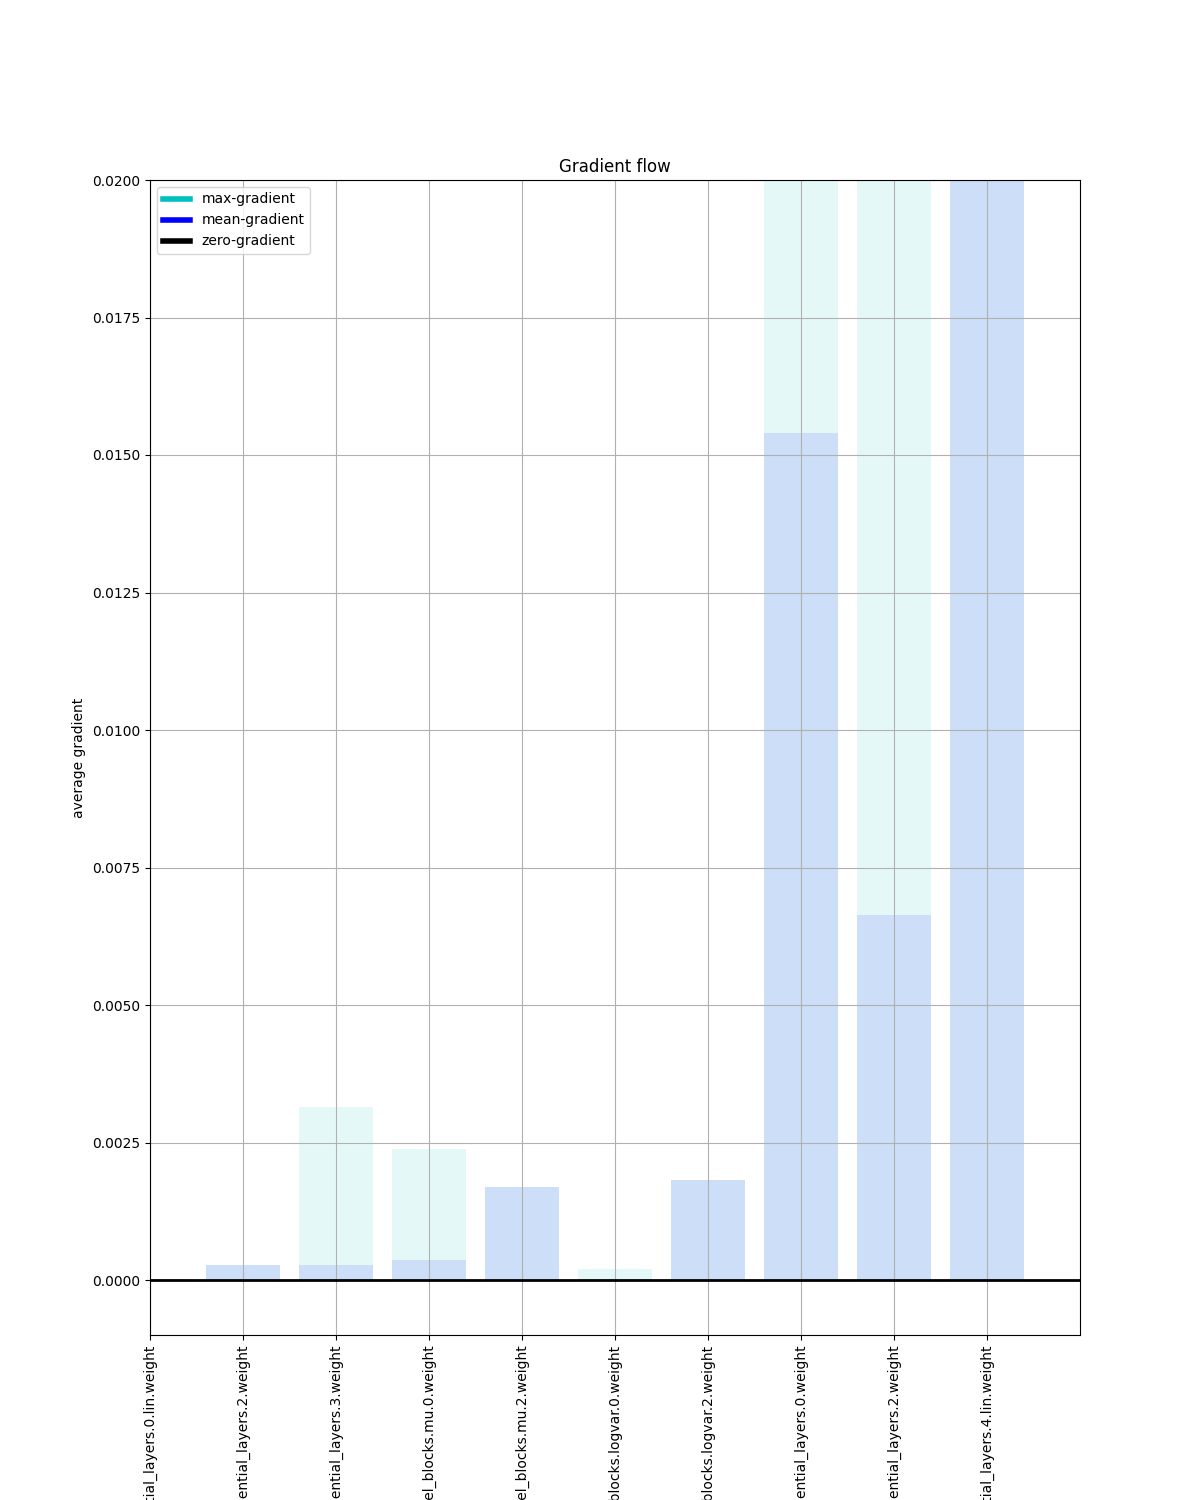 Gradient flow
max-gradient
mean-gradient
zero-gradient
average gradient
0.0200
0.0175
0.0150
0.0125
0.0100
0.0075
0.0050
0.0025
0.0000
tial_layers.0.lin.weight
ential_layers.2.weight
ential_layers.3.weight
el_blocks.mu.0.weight
el_blocks.mu.2.weight
blocks.logvar.0.weight
blocks.logvar.2.weight
ential_layers.0.weight
ential_layers.2.weight
tial_layers.4.lin.weight